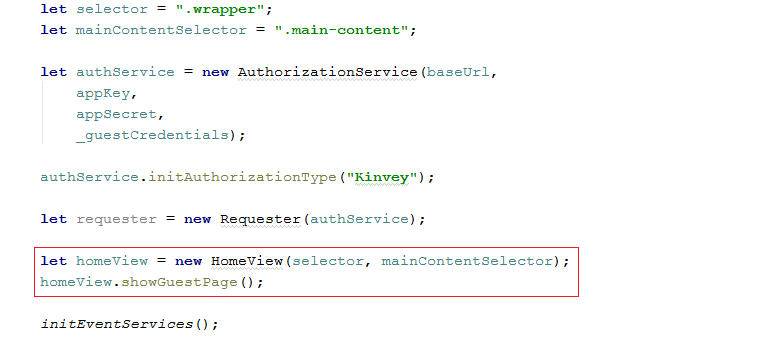 let selector = ".wrapper";
let mainContentSelector = ".main-content";
let authService = new AuthorizationService(baseUrl,
appKey,
appSecret,
_guestCredentials);
authService.initAuthorizationType("Kinvey");
let requester = new Requester(authService);
let homeView = new HomeView(selector, mainContentSelector);
homeView.showGuestPage();
initEventServices();